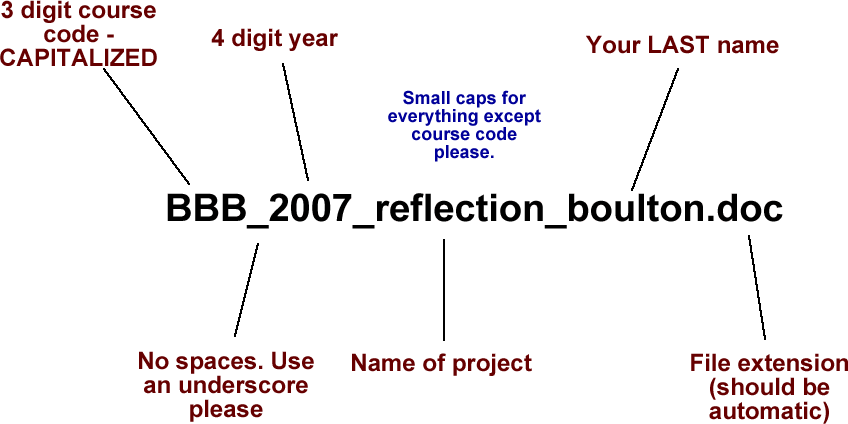 3 digit course
code -
CAPITALIZED
4 digit year
Your LAST name
Small caps for
everything except
course code
please.
BBB_2007_reflection_boulton.doc
No spaces. Use
an underscore
please
Name of project
File extension
(should be
automatic)